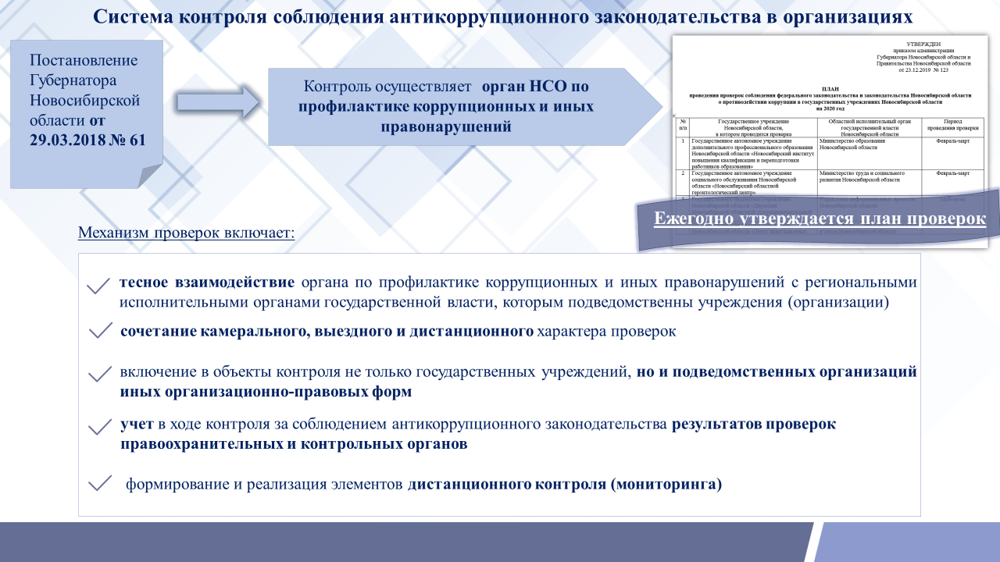 Система контроля соблюдения антикоррупционного законодательства в организациях
Постановление
Губернатора
Новосибирской
области от
29.03.2018 № 61
Контроль осуществляет орган НСО по
профилактике коррупционных и иных
правонарушений
УТВЕРЖДЕН
приказом администрации
Губернатора Новосибирской области и
Правительства Новосибирской области
от 23.12.2019 № 123
ПЛАН
проведения проверок соблюдения федерального законодательства и законодательства Новосибирской области
о противодействии коррупции в государственных учреждениях Новосибирской области
на 2020 год
№ п/п
Государственное учреждение
Новосибирской области,
в котором проводится проверка
Областной исполнительный орган
государственной власти
Новосибирской области
Период
проведения проверки
1
Государственное автономное учреждение
дополнительного профессионального образования
Новосибирской области «Новосибирский институт
повышения квалификации и переподготовки
работников образования»
Министерство образования
Новосибирской области
Февраль-март
2
Государственное автономное учреждение
социального обслуживания Новосибирской
области «Новосибирский областной
геронтологический центр»
Министерство труда и социального
развития Новосибирской области
Февраль-март
Ежегодно утверждается план проверок
Механизм проверок включает:
тесное взаимодействие органа по профилактике коррупционных и иных правонарушений с региональными
исполнительными органами государственной власти, которым подведомственны учреждения (организации)
сочетание камерального, выездного и дистанционного характера проверок
включение в объекты контроля не только государственных учреждений, но и подведомственных организаций
иных организационно-правовых форм
учет в ходе контроля за соблюдением антикоррупционного законодательства результатов проверок
правоохранительных и контрольных органов
формирование и реализация элементов дистанционного контроля (мониторинга)